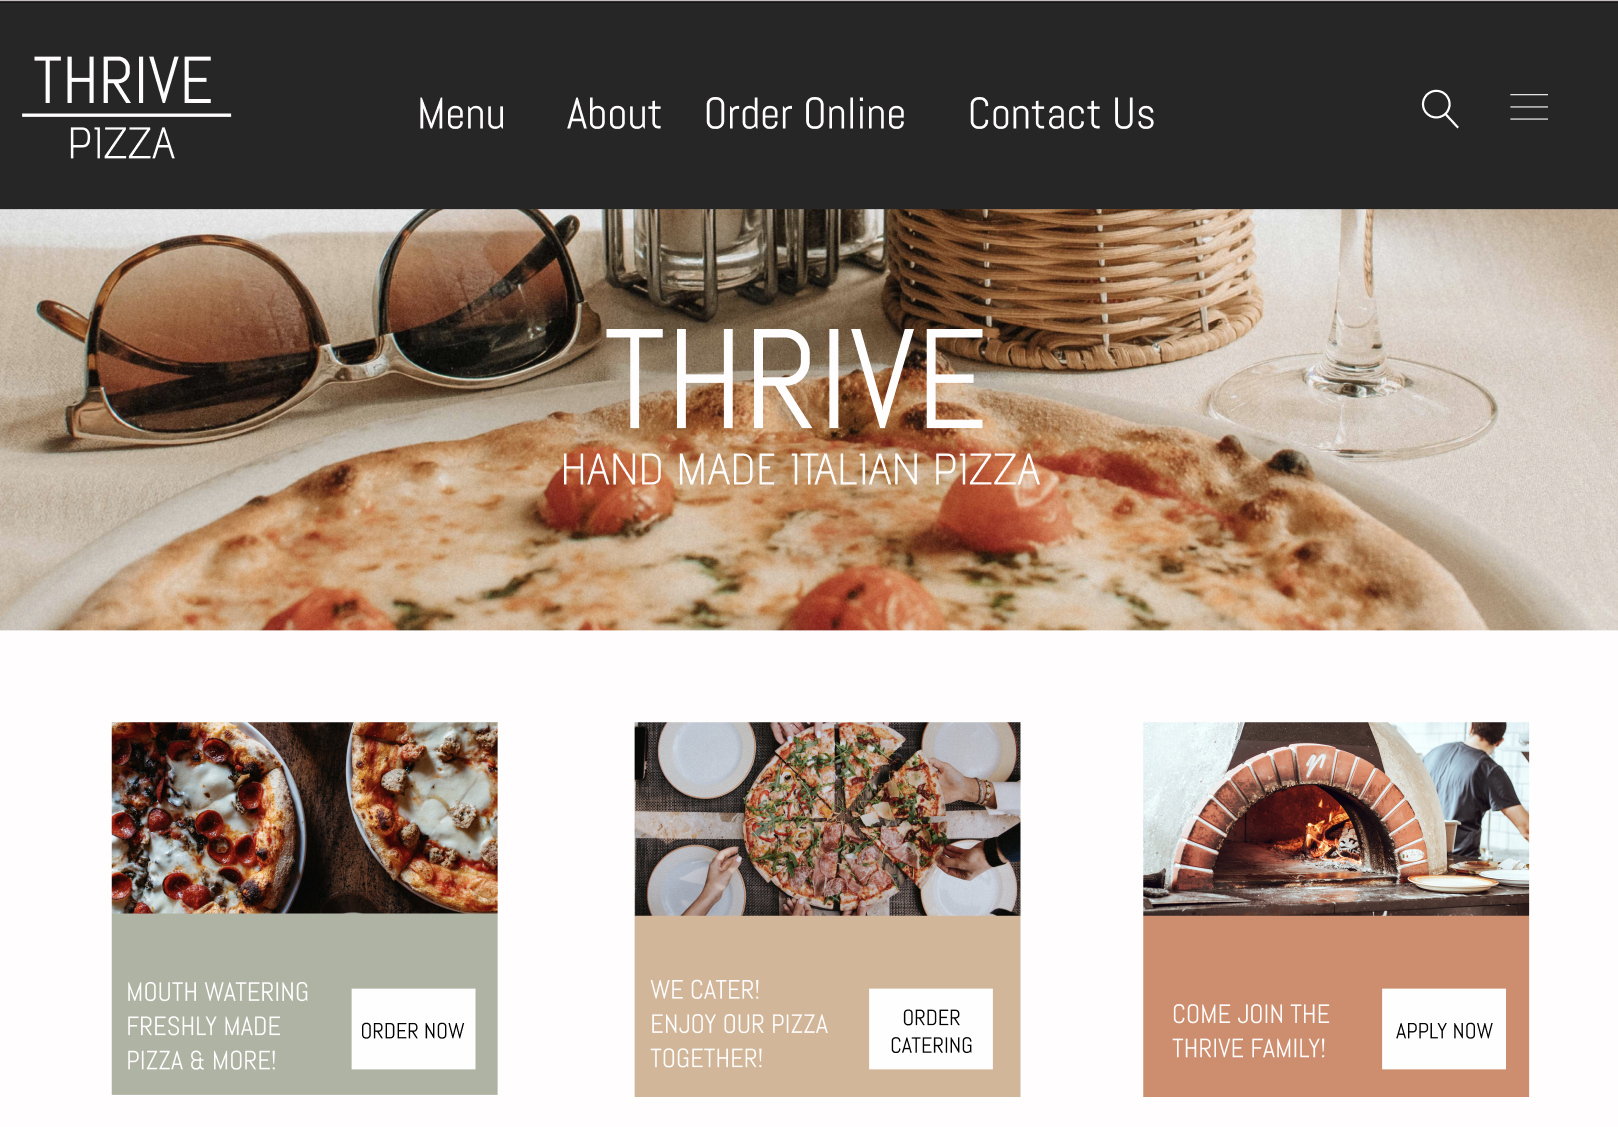 THRIVE
PIZZA
Menu About Order Online Contact Us
THRIVE
HAND MADE ITALIAN PIZZA
MOUTH WATERING
FRESHLY MADE
PIZZA & MORE!
ORDER NOW
WE CATER!
ENJOY OUR PIZZA
TOGETHER!
ORDER
CATERING
COME JOIN THE
THRIVE FAMILY!
APPLY NOW